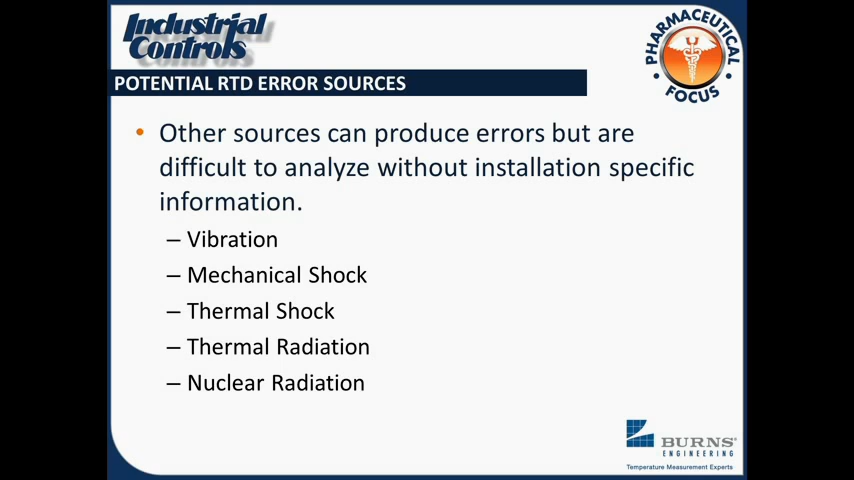 Industrial
Controls
PHARMACEUTICAL
FOCUS
POTENTIAL RTD ERROR SOURCES
• Other sources can produce errors but are
difficult to analyze without installation specific
information.
– Vibration
– Mechanical Shock
– Thermal Shock
– Thermal Radiation
– Nuclear Radiation
BURNS®
ENGINEERING
Temperature Measurement Experts